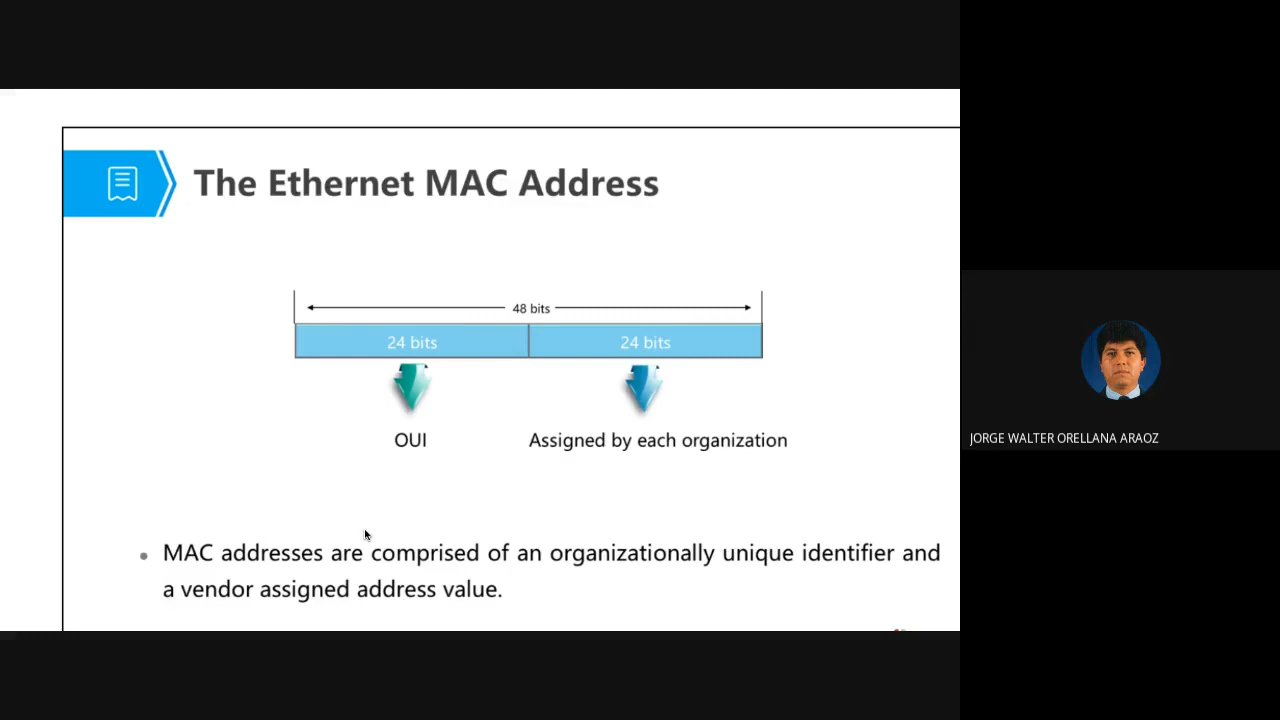 The Ethernet MAC Address
48 bits
24 bits 24 bits
OUI Assigned by each organization
JORGE WALTER ORELLANA ARAOZ
• MAC addresses are comprised of an organizationally unique identifier and
a vendor assigned address value.